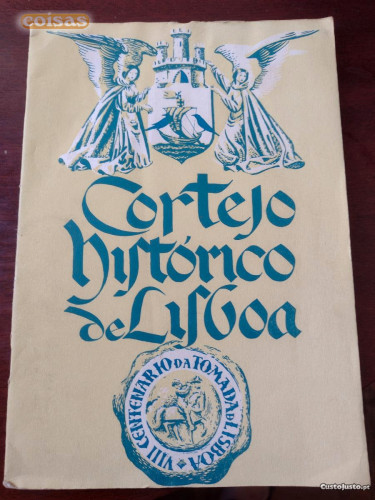 coisas
Cortejo
Histórico
de Lisboa
VIII CENTENARIO DA TOMADA DE LISBOA
CustoJusto.pt